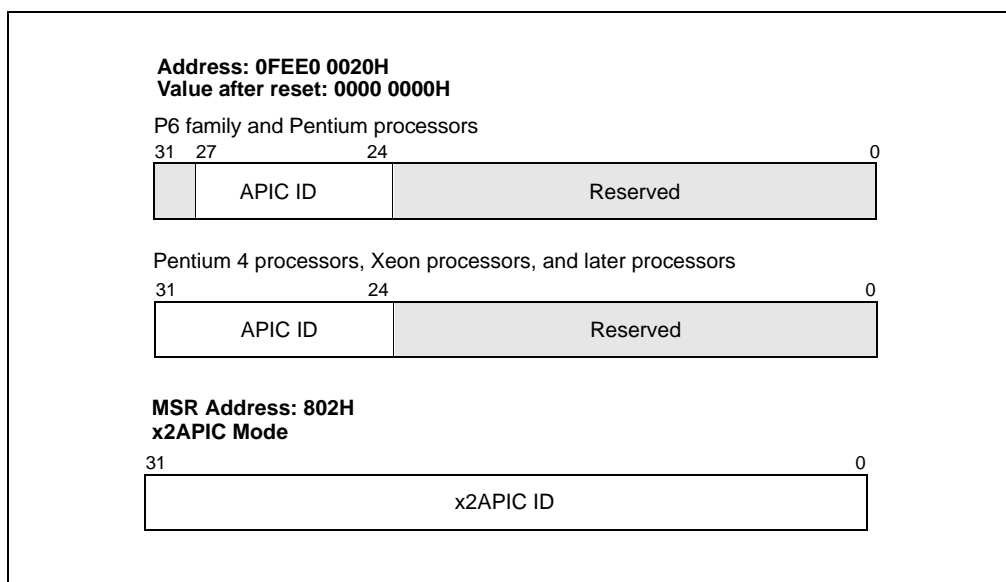 Address: 0FEE0 0020H
Value after reset: 0000 0000H
P6 family and Pentium processors
31 27 24 0
APIC ID Reserved
Pentium 4 processors, Xeon processors, and later processors
31 24 0
APIC ID Reserved
MSR Address: 802H
x2APIC Mode
31 0
x2APIC ID